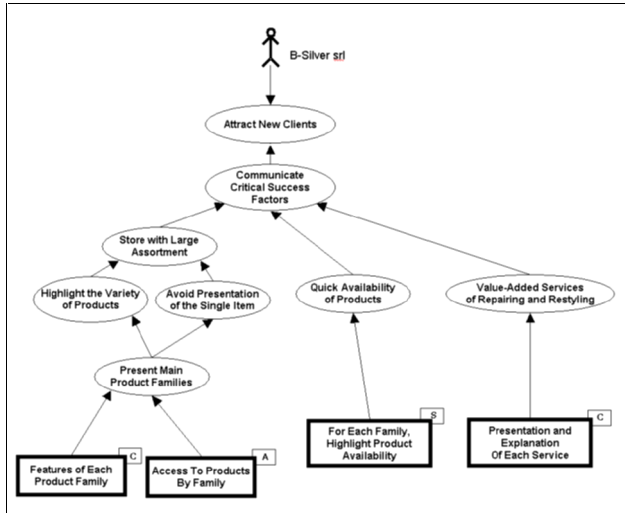 B-Silver srl
Attract New Clients
Communicate
Critical Success
Factors
Store with Large
Assortment
Highlight the Variety
of Products
Avoid Presentation
of the Single Item
Quick Availability
of Products
Value-Added Services
of Repairing and Restyling
Present Main
Product Families
S
For Each Family,
Highlight Product
Availability
C
Presentation and
Explanation
Of Each Service
C
Features of Each
Product Family
A
Access To Products
By Family